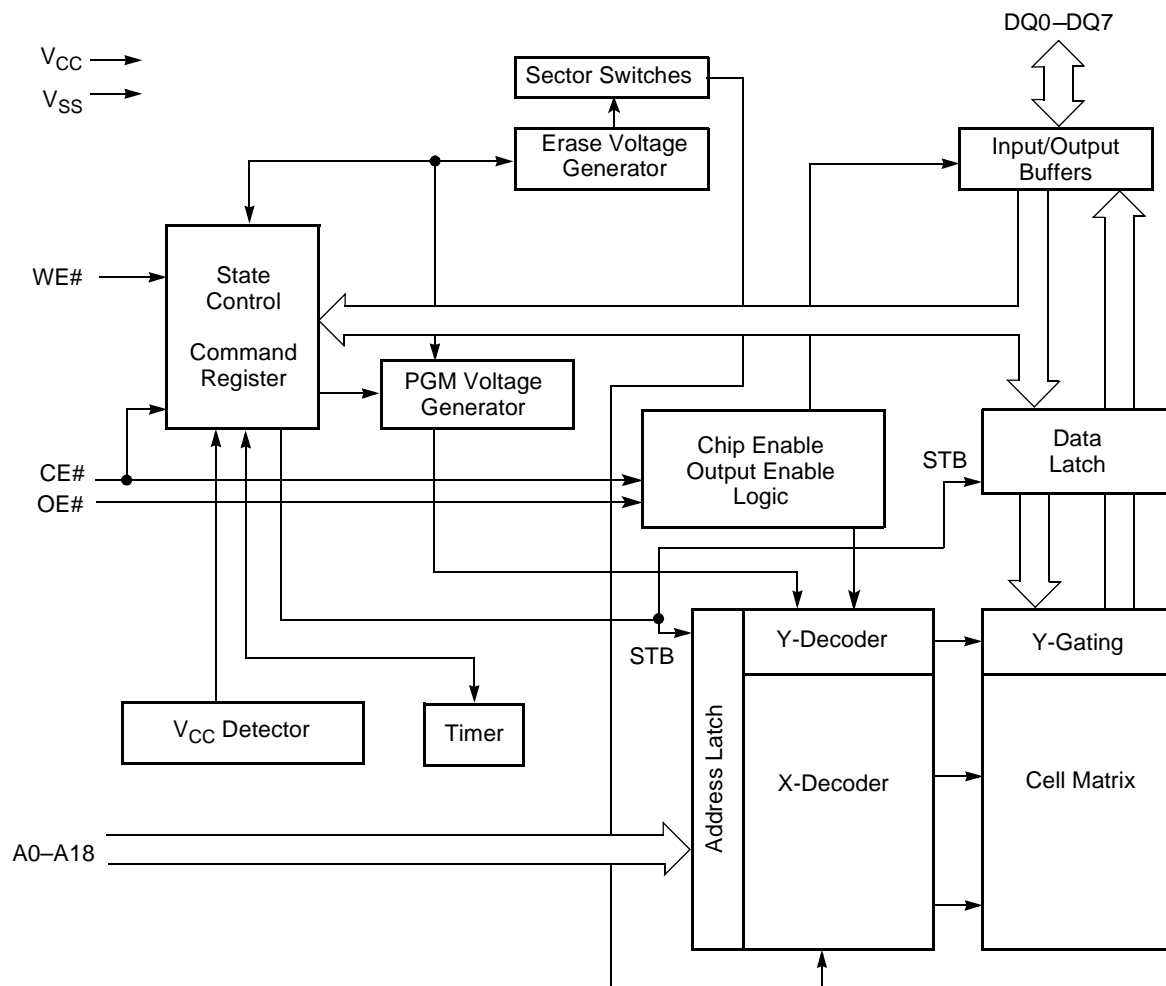 DQ0–DQ7
VCC
VSS
Sector Switches
Erase Voltage
Generator
Input/Output
Buffers
WE#
State
Control
Command
Register
PGM Voltage
Generator
Chip Enable
Output Enable
Logic
Data
Latch
STB
CE#
OE#
STB
Y-Decoder
Y-Gating
VCC Detector
Timer
Address Latch
X-Decoder
Cell Matrix
A0–A18